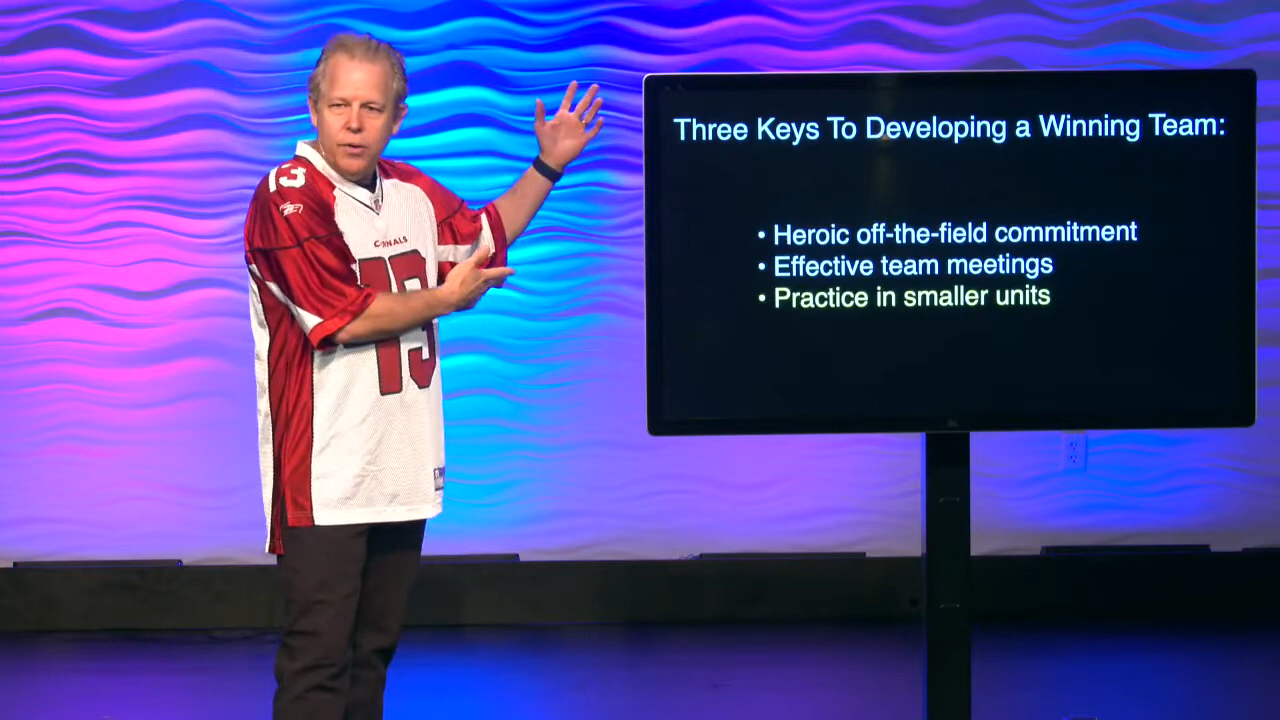 Three Keys To Developing a Winning Team:
• Heroic off-the-field commitment
• Effective team meetings
• Practice in smaller units
13
13